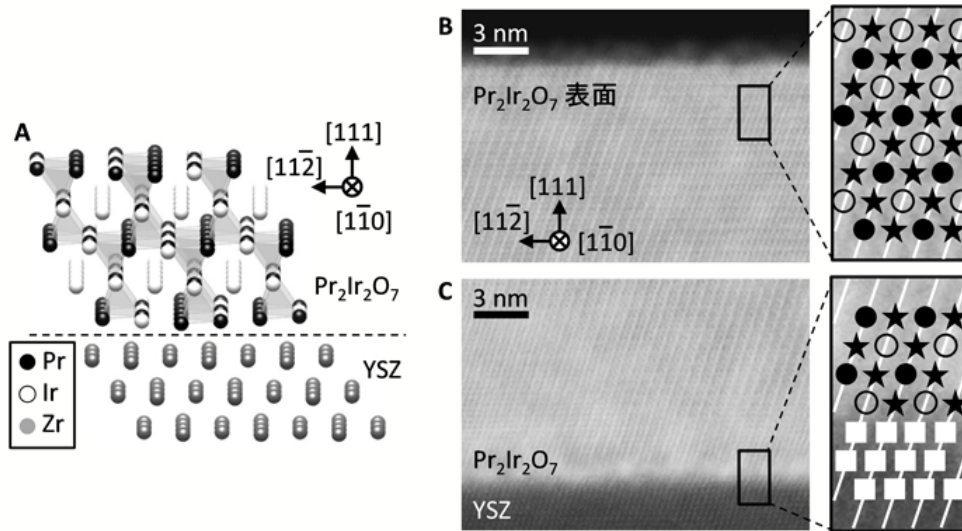 A
[111]
[112̄]
[11̄0]
Pr₂Ir₂O₇
YSZ
Pr
Ir
Zr
B
3 nm
Pr₂Ir₂O₇ 表面
[111]
[112̄]
[11̄0]
C
3 nm
Pr₂Ir₂O₇
YSZ